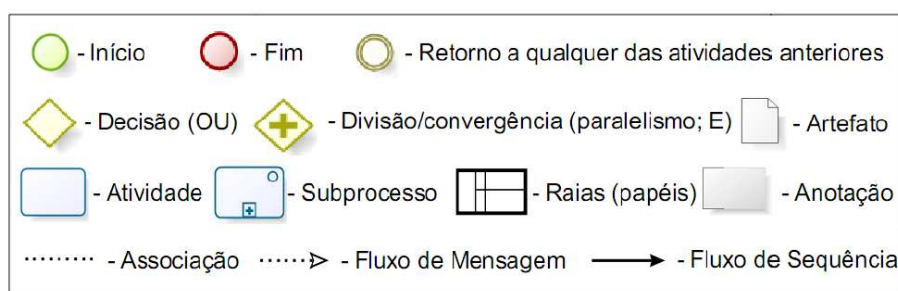 - Início - Fim - Retorno a qualquer das atividades anteriores
- Decisão (OU) - Divisão/convergência (paralelismo; E) - Artefato
- Atividade - Subprocesso - Raias (papéis) - Anotação
- Associação - Fluxo de Mensagem - Fluxo de Sequência